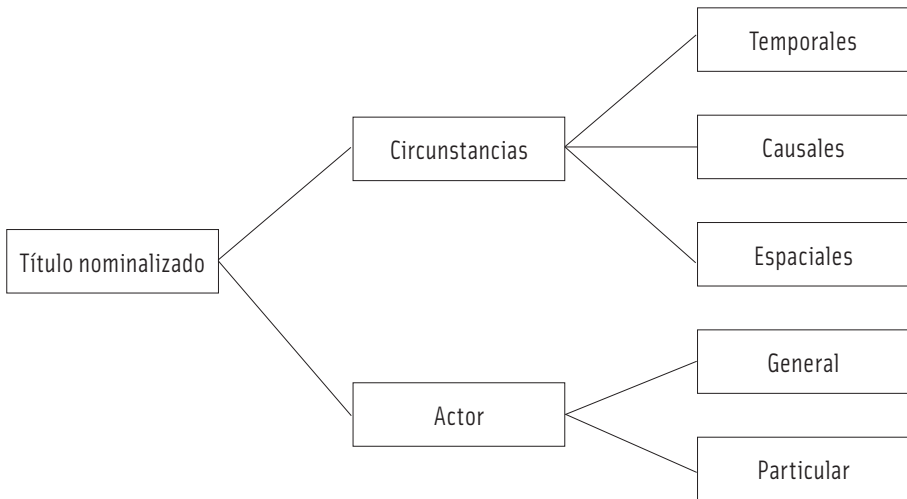 Temporales
Circunstancias
Causales
Título nominalizado
Espaciales
General
Actor
Particular